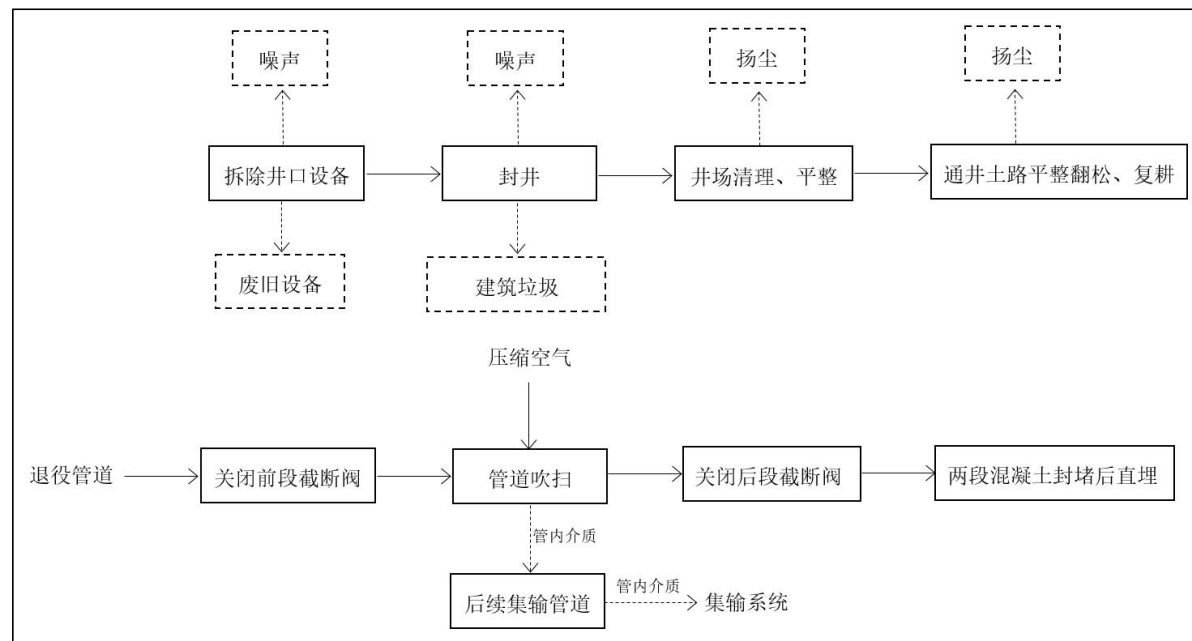 噪声
噪声
扬尘
扬尘
拆除井口设备
封井
井场清理、平整
通井土路平整翻松、复耕
废旧设备
建筑垃圾
压缩空气
退役管道
关闭前段截断阀
管道吹扫
关闭后段截断阀
两段混凝土封堵后直埋
管内介质
后续集输管道
管内介质
集输系统